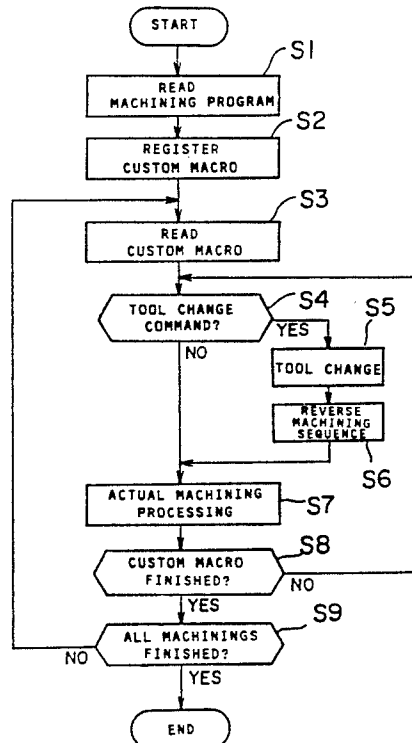 START
S1
READ
MACHINING PROGRAM
S2
REGISTER
CUSTOM MACRO
S3
READ
CUSTOM MACRO
S4
TOOL CHANGE
COMMAND?
YES
S5
NO
TOOL CHANGE
REVERSE
MACHINING
SEQUENCE
S6
ACTUAL MACHINING
PROCESSING
S7
S8
CUSTOM MACRO
FINISHED?
NO
YES
S9
ALL MACHININGS
FINISHED?
NO
YES
END